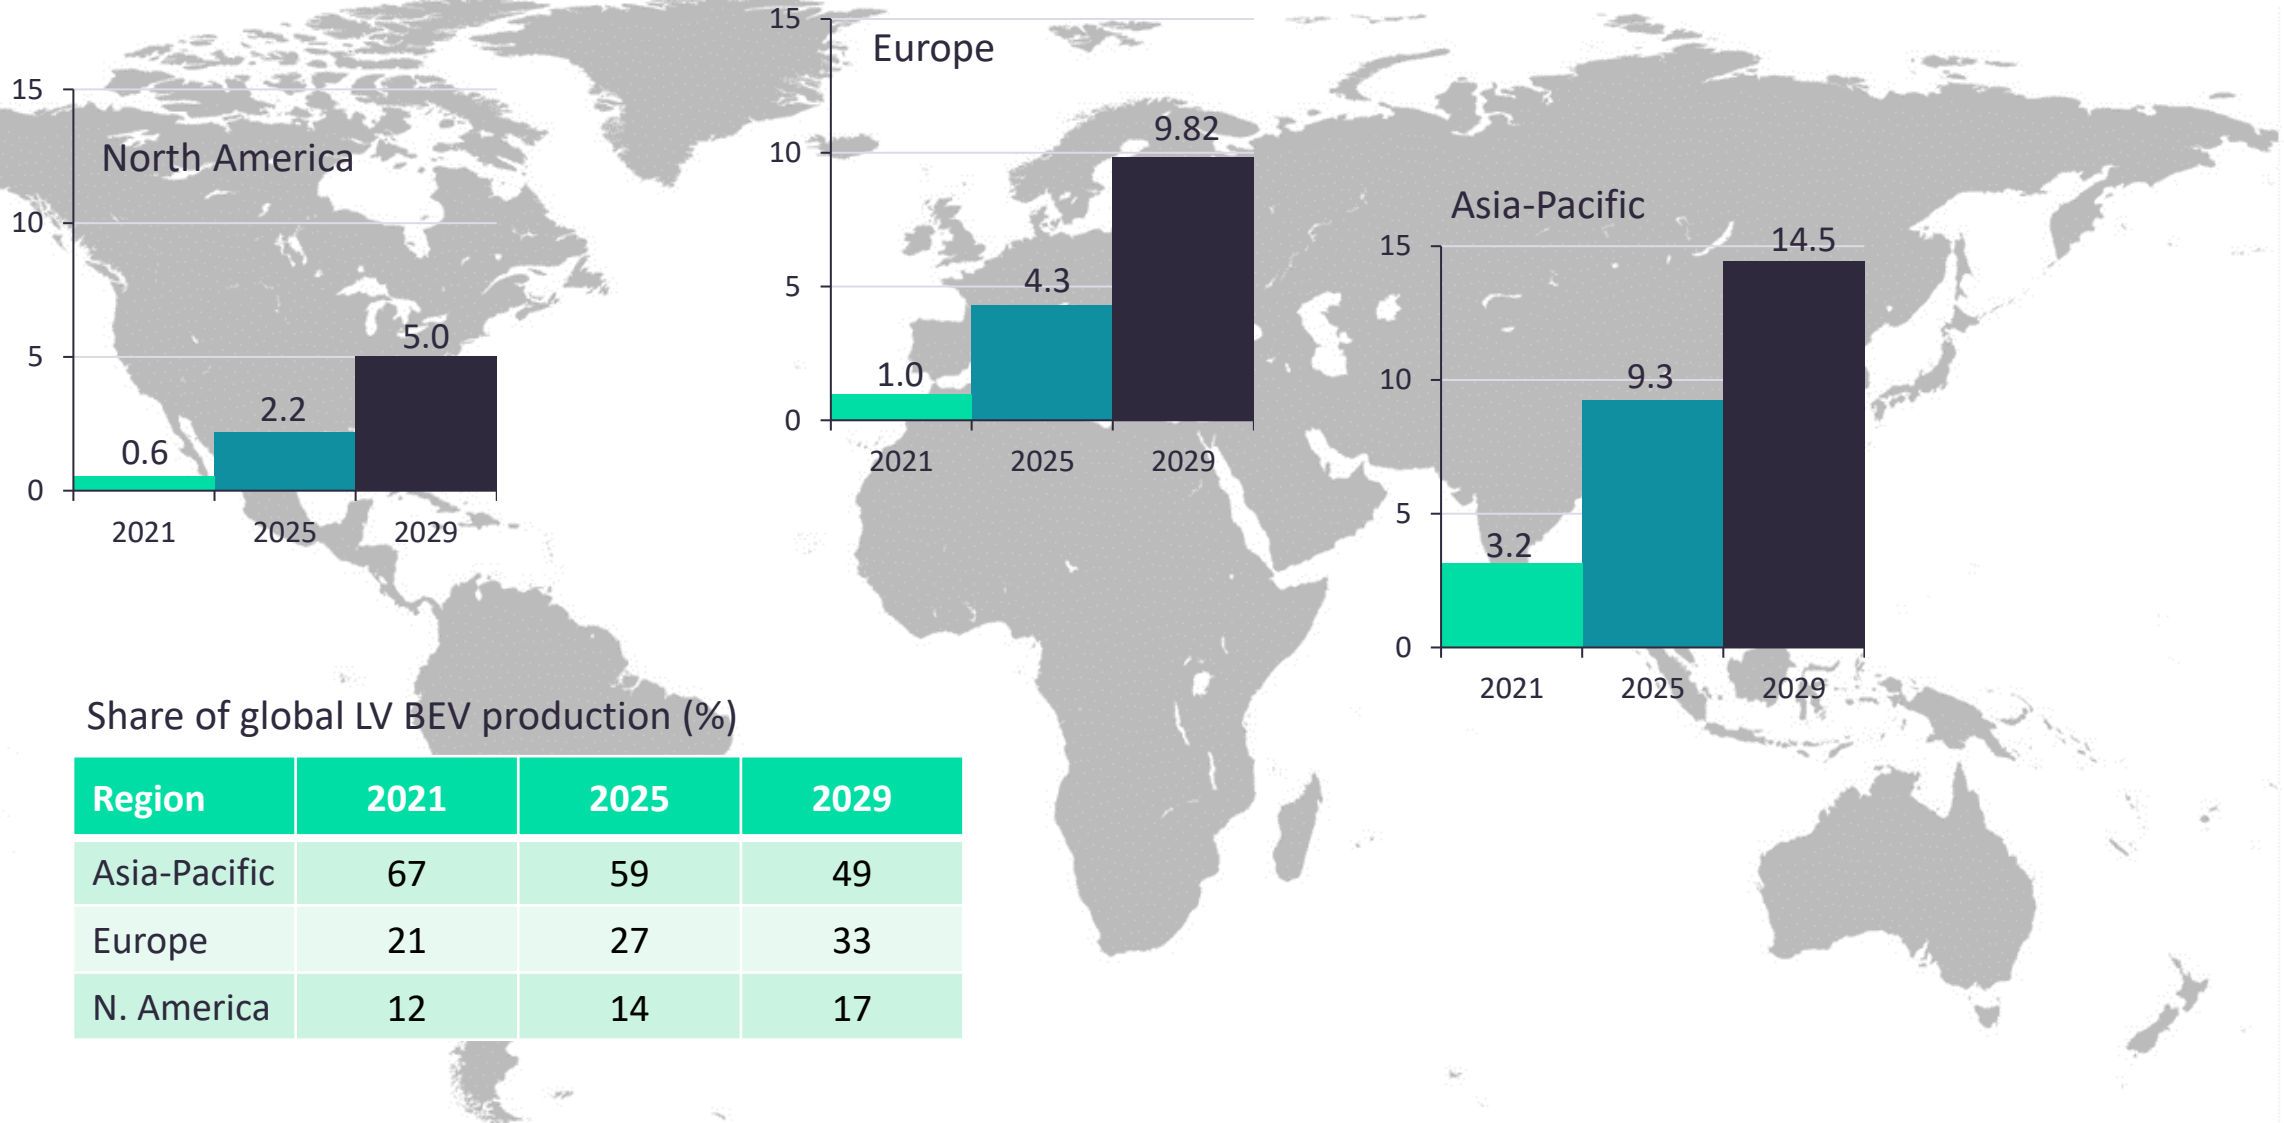 North America
15
10
5
0
0.6
2.2
5.0
2021 2025 2029
Europe
15
10
5
0
1.0
4.3
9.82
2021 2025 2029
Asia-Pacific
15
10
5
0
3.2
9.3
14.5
2021 2025 2029
Share of global LV BEV production (%)
Region 2021 2025 2029
Asia-Pacific 67 59 49
Europe 21 27 33
N. America 12 14 17